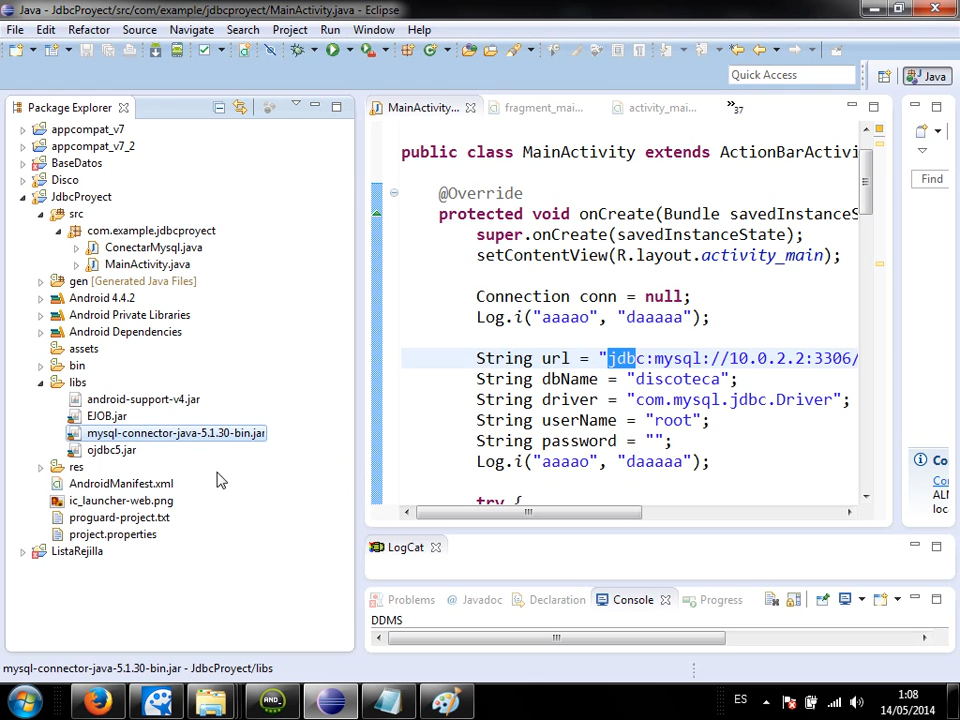 Java - JdbcProyect/src/com/example/jdbcproyect/MainActivity.java - Eclipse
File Edit Refactor Source Navigate Search Project Run Window Help
Quick Access
Java
Package Explorer
appcompat_v7
appcompat_v7_2
BaseDatos
Disco
JdbcProyect
src
com.example.jdbcproyect
ConectarMysql.java
MainActivity.java
gen [Generated Java Files]
Android 4.4.2
Android Private Libraries
Android Dependencies
assets
bin
libs
android-support-v4.jar
EJOB.jar
mysql-connector-java-5.1.30-bin.jar
ojdbc5.jar
res
AndroidManifest.xml
ic_launcher-web.png
proguard-project.txt
project.properties
ListaRejilla
MainActivity.... fragment_mai... activity_mai... »37
public class MainActivity extends ActionBarActivi
@Override
protected void onCreate(Bundle savedInstanceS
super.onCreate(savedInstanceState);
setContentView(R.layout.activity_main);
Connection conn = null;
Log.i("aaaao", "daaaaa");
String url = "jdbc:mysql://10.0.2.2:3306/
String dbName = "discoteca";
String driver = "com.mysql.jdbc.Driver";
String userName = "root";
String password = "";
Log.i("aaaao", "daaaaa");
try {
Find
Co
Co
ALM
loc
LogCat
Problems @ Javadoc Declaration Console Progress
DDMS
mysql-connector-java-5.1.30-bin.jar - JdbcProyect/libs
AND_
ES
1:08
14/05/2014